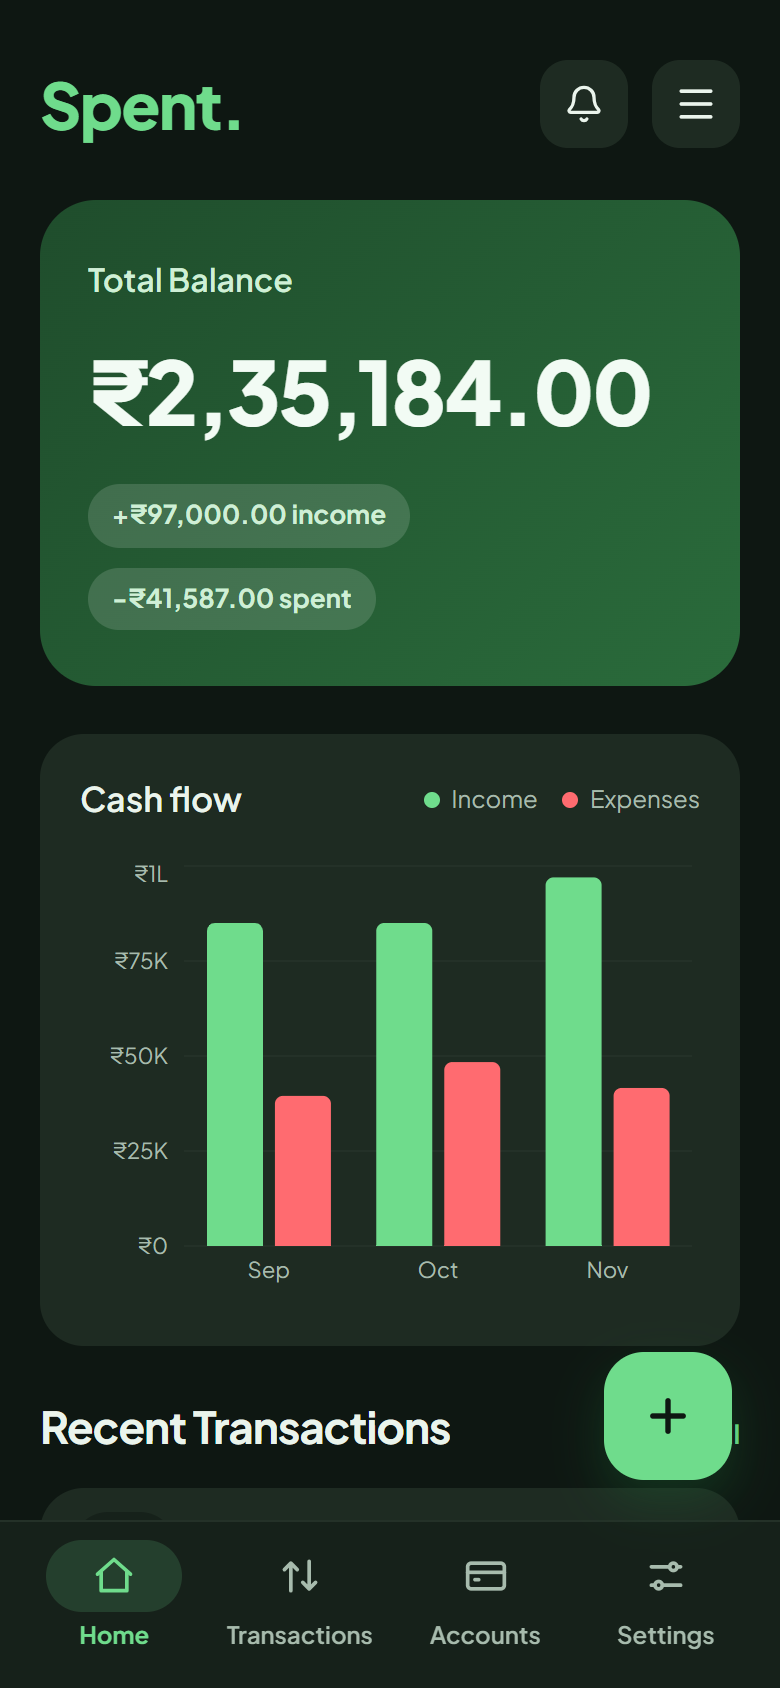 Spent.
Total Balance
₹2,35,184.00
+₹97,000.00 income
-₹41,587.00 spent
Cash flow
Income Expenses
₹1L
₹75K
₹50K
₹25K
₹0
Sep Oct Nov
Recent Transactions
Home Transactions Accounts Settings